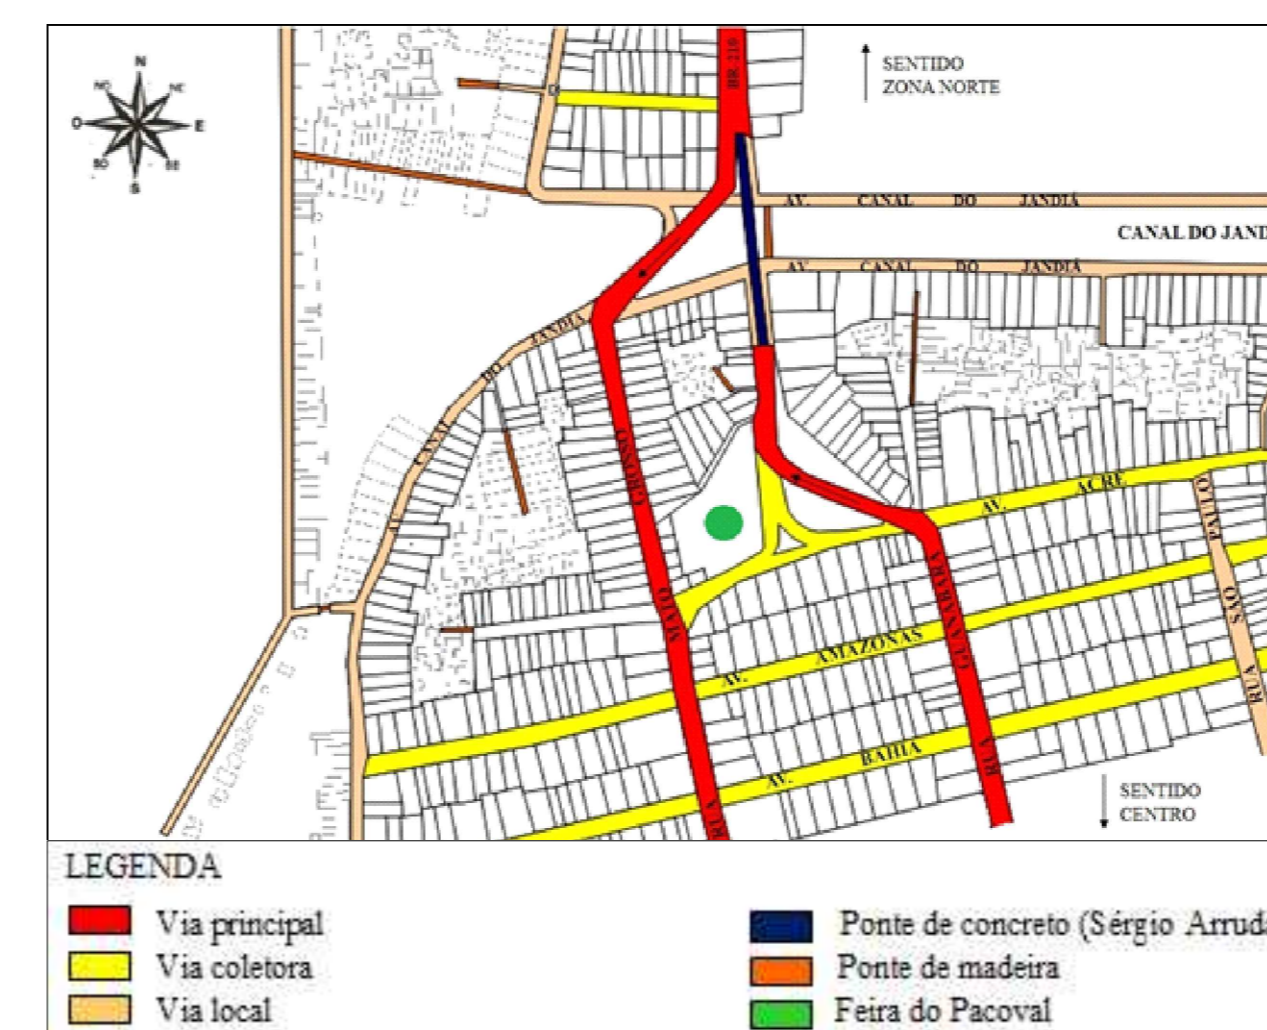 N
NO
NE
O
E
SO
SE
S
BR 210
SENTIDO
ZONA NORTE
AV. CANAL DO JANDIÁ
CANAL DO JAND
AV. CANAL DO JANDIÁ
CANAL DO JANDIÁ
RUA MATO GROSSO
AV. ACRE
RUA SÃO PAULO
RUA GUANABARA
AV. AMAZONAS
AV. BAHIA
SENTIDO
CENTRO
LEGENDA
Via principal
Via coletora
Via local
Ponte de concreto (Sérgio Arruda
Ponte de madeira
Feira do Pacoval